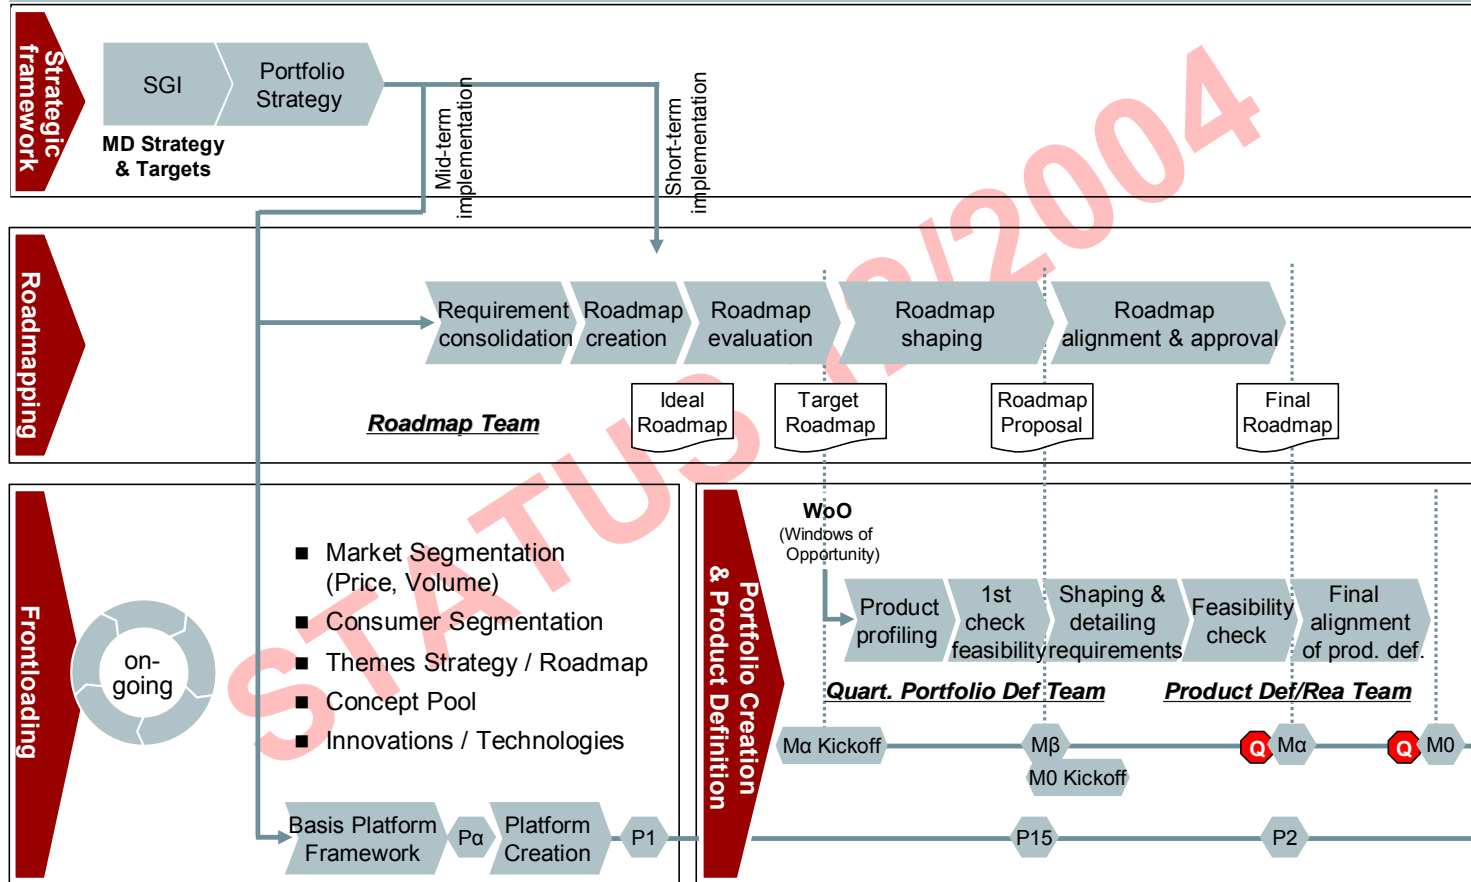 Strategic
framework
SGI
Portfolio
Strategy
MD Strategy
& Targets
Mid-term
implementation
Short-term
implementation
Roadmapping
Requirement
consolidation
Roadmap
creation
Roadmap
evaluation
Roadmap
shaping
Roadmap
alignment & approval
Roadmap Team
Ideal
Roadmap
Target
Roadmap
Roadmap
Proposal
Final
Roadmap
Frontloading
on-
going
■ Market Segmentation
(Price, Volume)
■ Consumer Segmentation
■ Themes Strategy / Roadmap
■ Concept Pool
■ Innovations / Technologies
Basis Platform
Framework
Pα
Platform
Creation
P1
Portfolio Creation
& Product Definition
WoO
(Windows of
Opportunity)
Product
profiling
1st
check
feasibility
Shaping &
detailing
requirements
Feasibility
check
Final
alignment
of prod. def.
Quart. Portfolio Def Team
Product Def/Rea Team
Mα Kickoff
Mβ
M0 Kickoff
Q
Mα
Q
M0
P15
P2